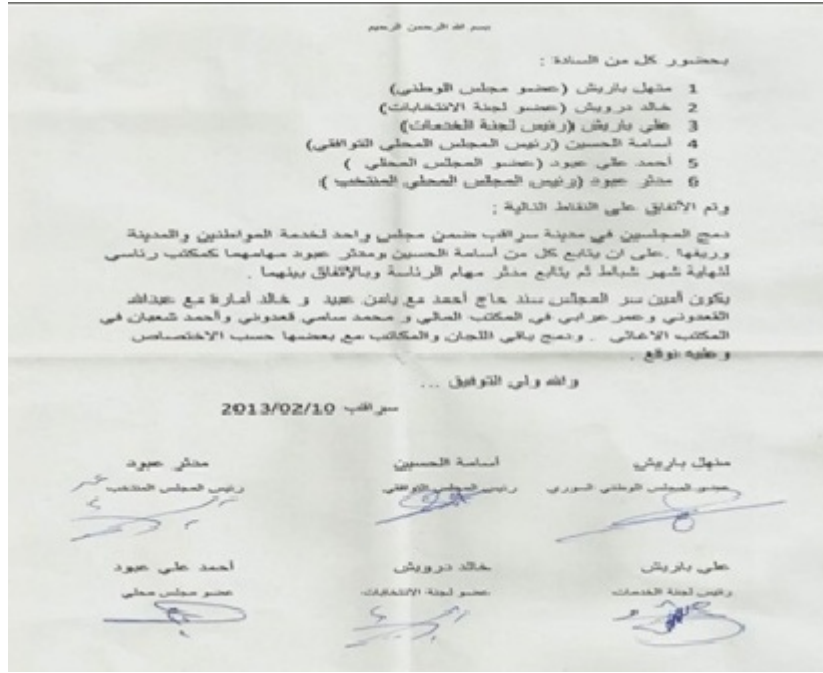 بسم الله الرحمن الرحيم
بحضور كل من السادة :
1 منهل باريش (عضو مجلس الوطني)
2 خالد درويش (عضو لجنة الانتخابات)
3 علي باريش (رئيس لجنة الخدمات)
4 أسامة الحسين (رئيس المجلس المحلي التوافقي)
5 أحمد علي عبود (عضو المجلس المحلي )
6 مدثر عبود (رئيس المجلس المحلي المنتخب ):
وتم الأتفاق على النقاط التالية :
دمج المجلسين في مدينة سراقب ضمن مجلس واحد لخدمة المواطنين والمدينة
وريفها .على ان يتابع كل من أسامة الحسين ومدثر عبود مهامهما كمكتب رئاسي
لنهاية شهر شباط ثم يتابع مدثر مهام الرئاسة وبالإتفاق بينهما .
يكون أمين سر المجلس سند حاج أحمد مع يامن عبيد و خالد أمارة مع عبدالله
القعدوني وعمر عرابي في المكتب المالي و محمد سامي قعدوني وأحمد شعبان في
المكتب الاغاثي . ودمج باقي اللجان والمكاتب مع بعضها حسب الاختصاص
وعليه نوقع .
والله ولي التوفيق ...
سراقب 2013/02/10
منهل باريش أسامة الحسين مدثر عبود
عضو المجلس الوطني السوري رئيس المجلس التوافقي رئيس المجلس المنتخب
علي باريش خالد درويش أحمد علي عبود
رئيس لجنة الخدمات عضو لجنة الانتخابات عضو مجلس محلي